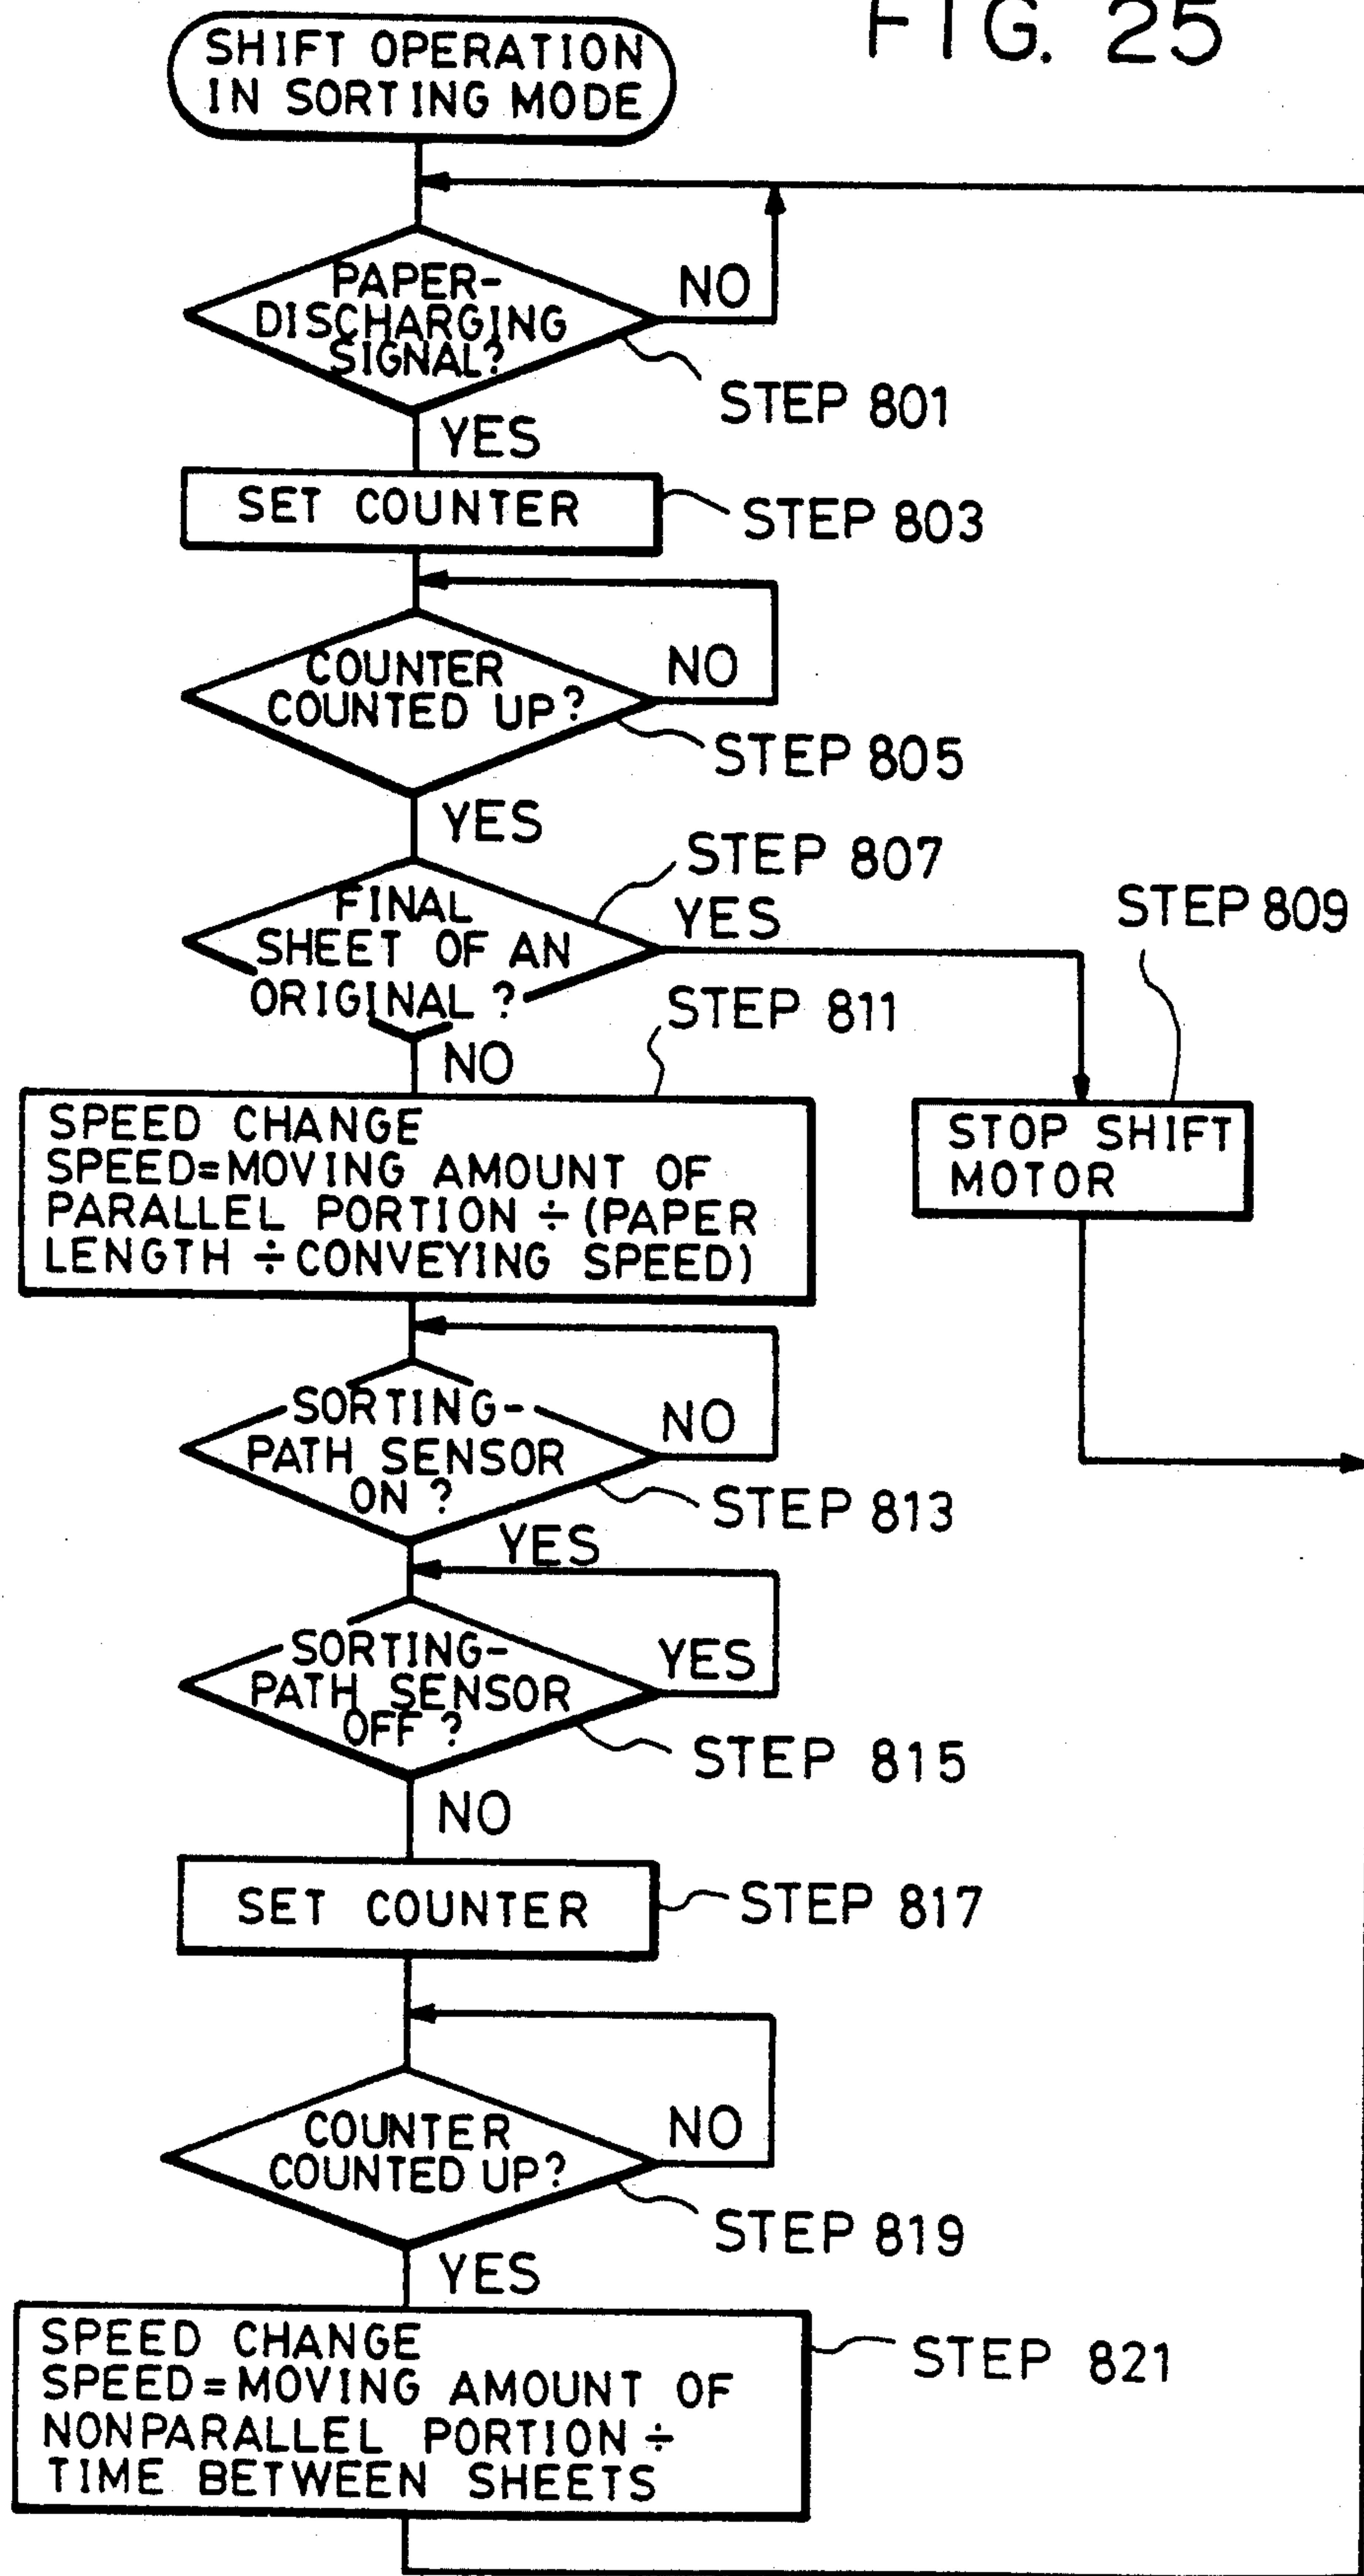 FIG. 25
SHIFT OPERATION
IN SORTING MODE
PAPER-
DISCHARGING
SIGNAL?
NO
STEP 801
YES
SET COUNTER
STEP 803
COUNTER
COUNTED UP?
NO
STEP 805
YES
STEP 807
FINAL
SHEET OF AN
ORIGINAL ?
YES
STEP 809
STEP 811
NO
SPEED CHANGE
SPEED=MOVING AMOUNT OF
PARALLEL PORTION ÷ (PAPER
LENGTH ÷ CONVEYING SPEED)
STOP SHIFT
MOTOR
SORTING-
PATH SENSOR
ON ?
NO
STEP 813
YES
SORTING-
PATH SENSOR
OFF ?
YES
STEP 815
NO
SET COUNTER
STEP 817
COUNTER
COUNTED UP?
NO
STEP 819
YES
SPEED CHANGE
SPEED=MOVING AMOUNT OF
NONPARALLEL PORTION ÷
TIME BETWEEN SHEETS
STEP 821